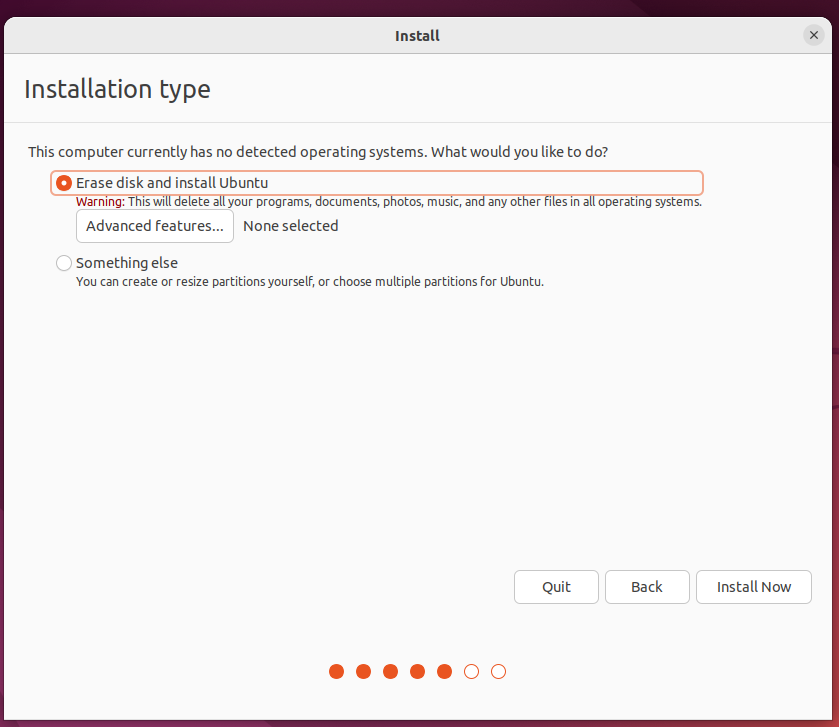 Install
Installation type
This computer currently has no detected operating systems. What would you like to do?
Erase disk and install Ubuntu
Warning: This will delete all your programs, documents, photos, music, and any other files in all operating systems.
Advanced features... None selected
Something else
You can create or resize partitions yourself, or choose multiple partitions for Ubuntu.
Quit Back Install Now